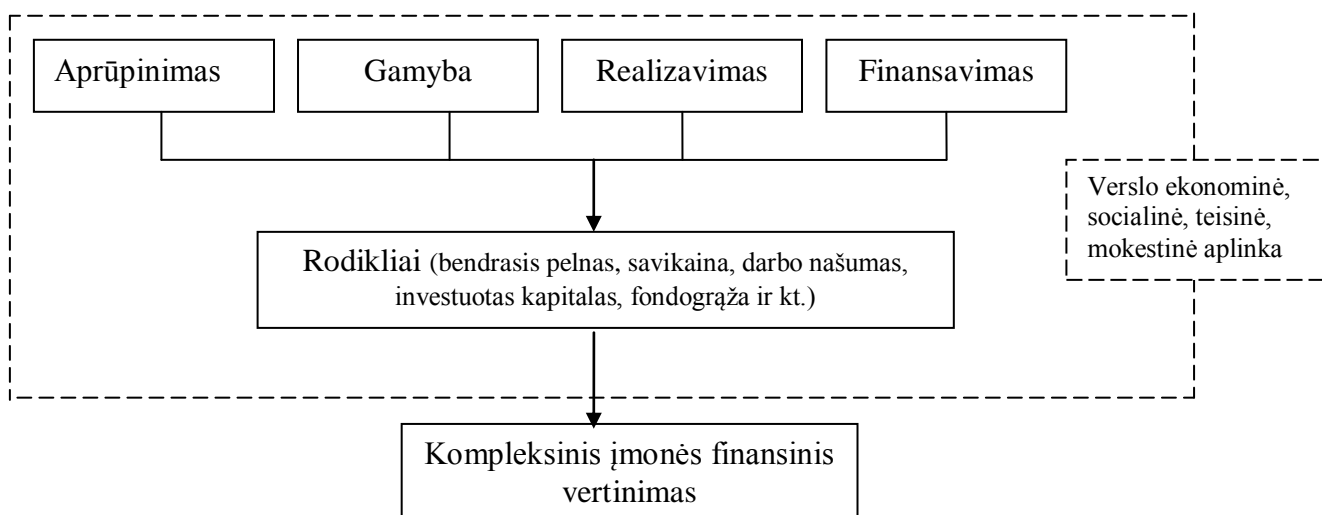 Aprūpinimas
Gamyba
Realizavimas
Finansavimas
Verslo ekonominė,
socialinė, teisinė,
mokestinė aplinka
Rodikliai (bendrasis pelnas, savikaina, darbo našumas,
investuotas kapitalas, fondogrąža ir kt.)
Kompleksinis įmonės finansinis
vertinimas